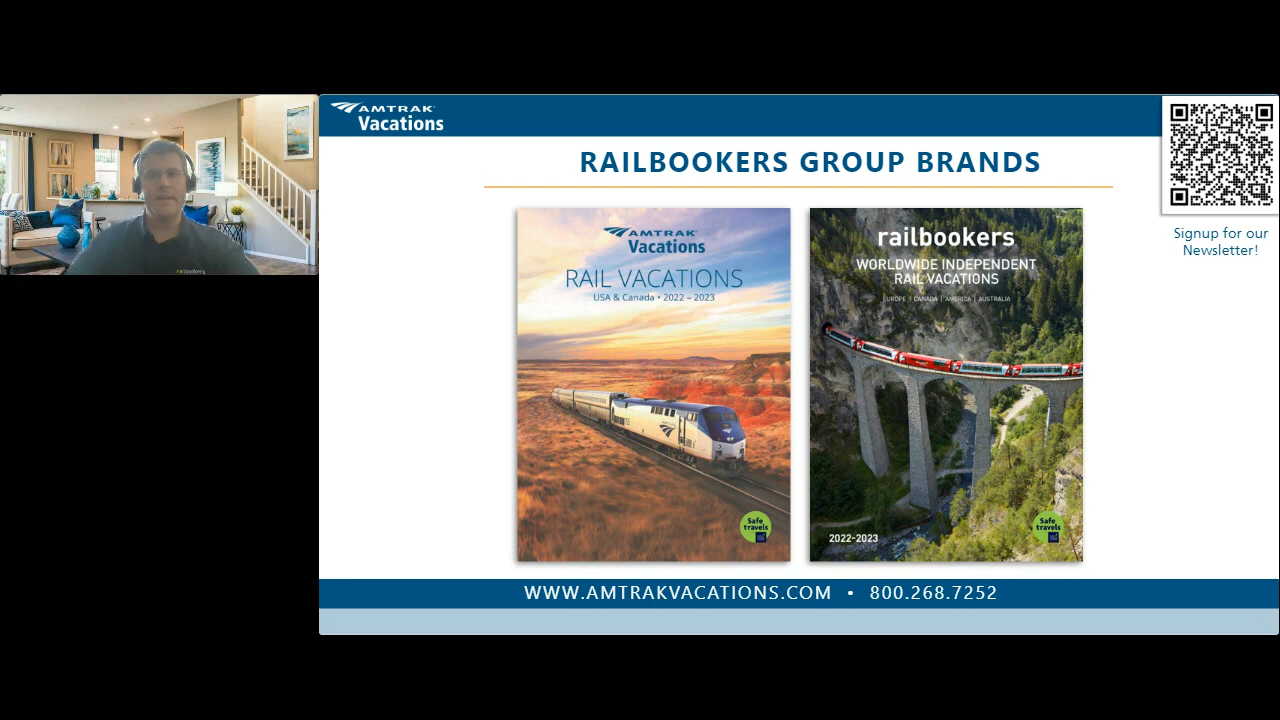 AMTRAK
Vacations
RAILBOOKERS GROUP BRANDS
Signup for our
Newsletter!
AMTRAK
Vacations
RAIL VACATIONS
USA & Canada • 2022 – 2023
Safe
travels
railbookers
WORLDWIDE INDEPENDENT
RAIL VACATIONS
EUROPE | CANADA | AMERICA | AUSTRALIA
2022-2023
Safe
travels
WWW.AMTRAKVACATIONS.COM • 800.268.7252